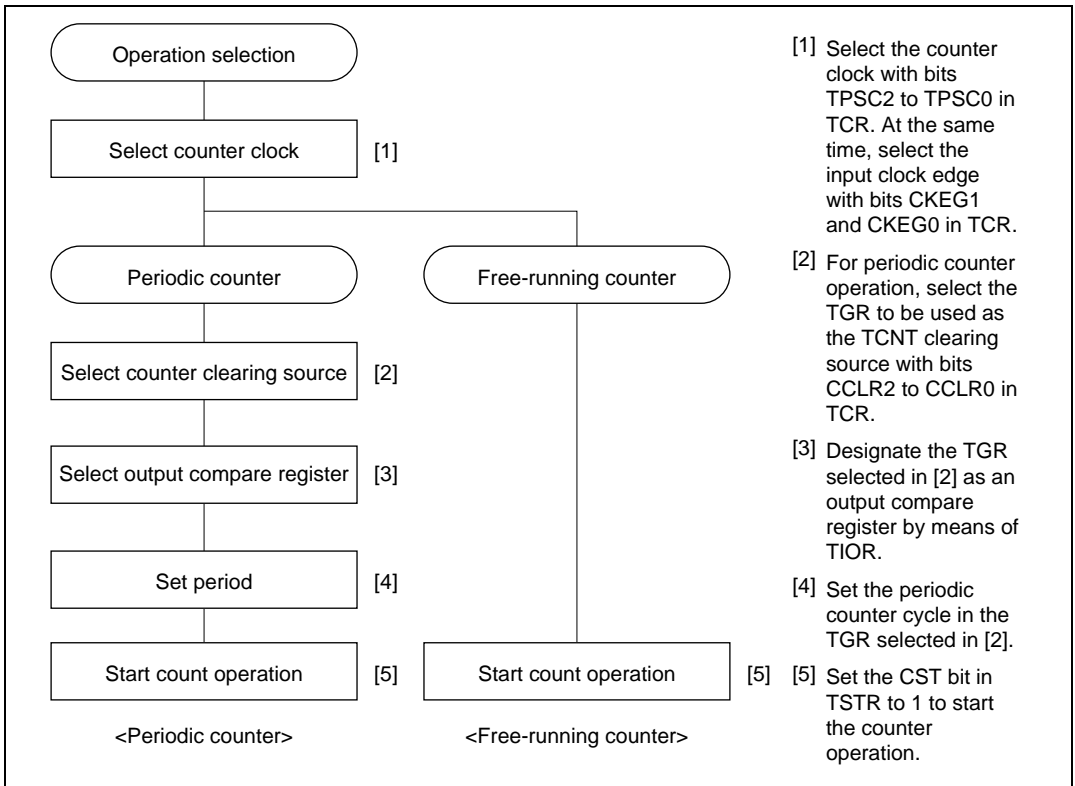 Operation selection
Select counter clock
[1]
Periodic counter
Free-running counter
Select counter clearing source
[2]
Select output compare register
[3]
Set period
[4]
Start count operation
[5]
Start count operation
[5]
<Periodic counter>
<Free-running counter>
[1] Select the counter
clock with bits
TPSC2 to TPSC0 in
TCR. At the same
time, select the
input clock edge
with bits CKEG1
and CKEG0 in TCR.
[2] For periodic counter
operation, select the
TGR to be used as
the TCNT clearing
source with bits
CCLR2 to CCLR0 in
TCR.
[3] Designate the TGR
selected in [2] as an
output compare
register by means of
TIOR.
[4] Set the periodic
counter cycle in the
TGR selected in [2].
[5] Set the CST bit in
TSTR to 1 to start
the counter
operation.